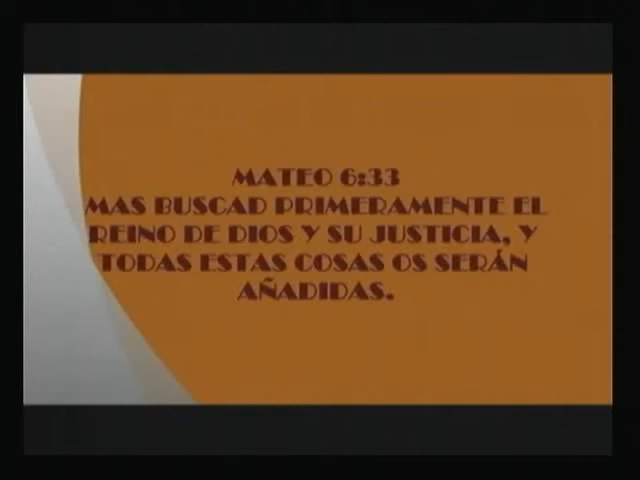 MATEO 6:33
MAS BUSCAD PRIMERAMENTE EL
REINO DE DIOS Y SU JUSTICIA, Y
TODAS ESTAS COSAS OS SERÁN
AÑADIDAS.